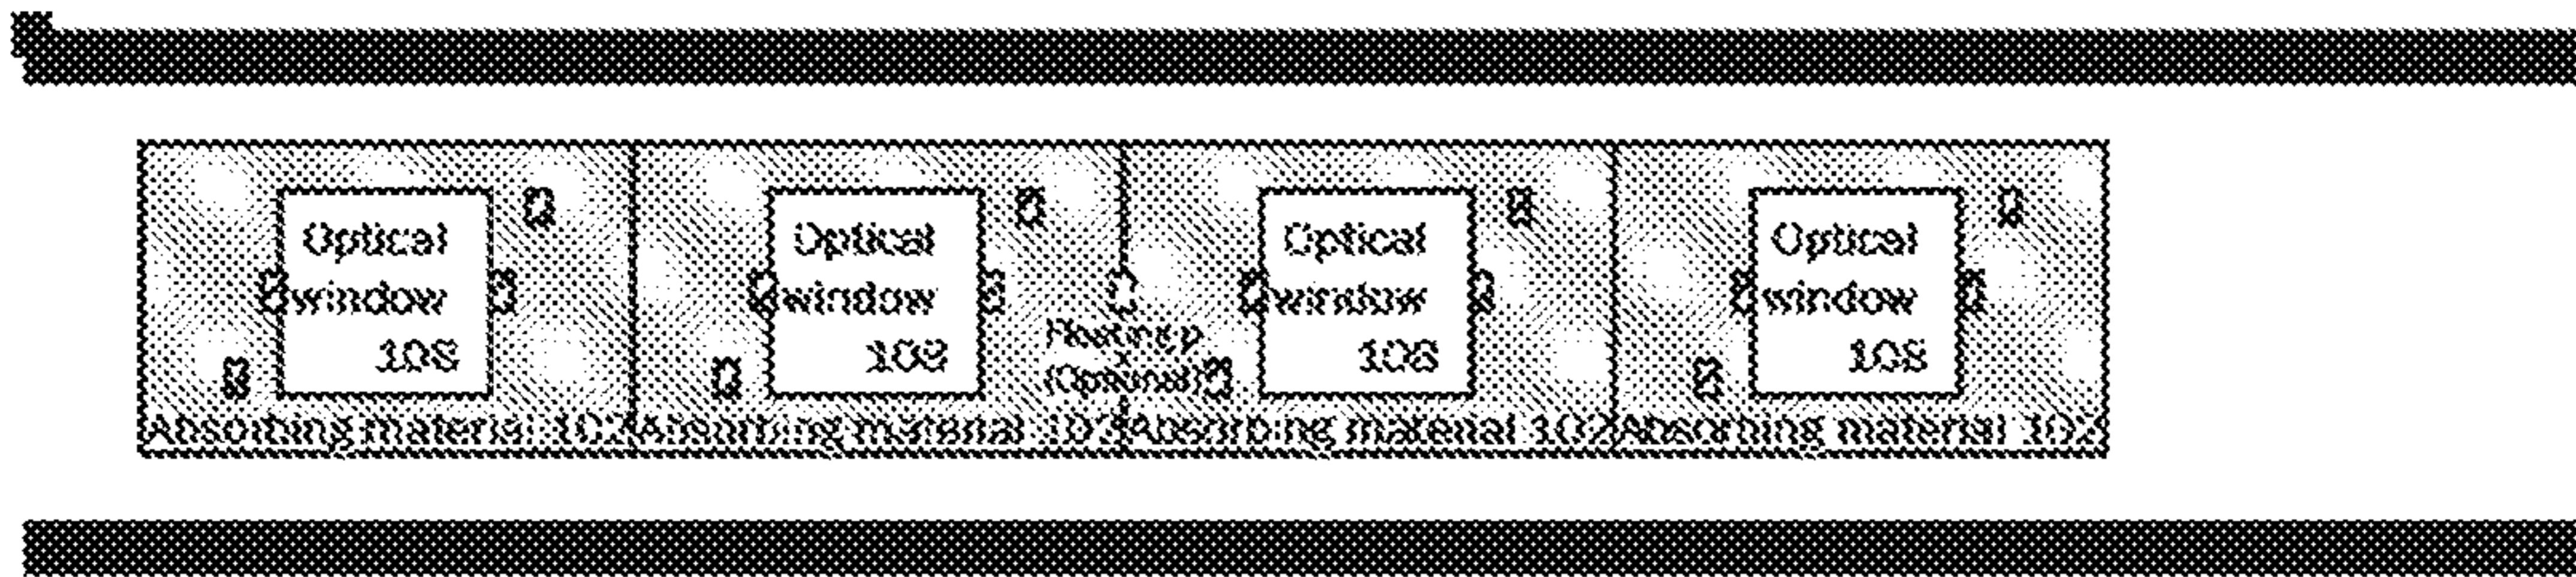 Optical
window
108
Absorbing material 102
Optical
window
108
Absorbing material 102
(Optional)
Optical
window
108
Absorbing material 102
Optical
window
108
Absorbing material 102